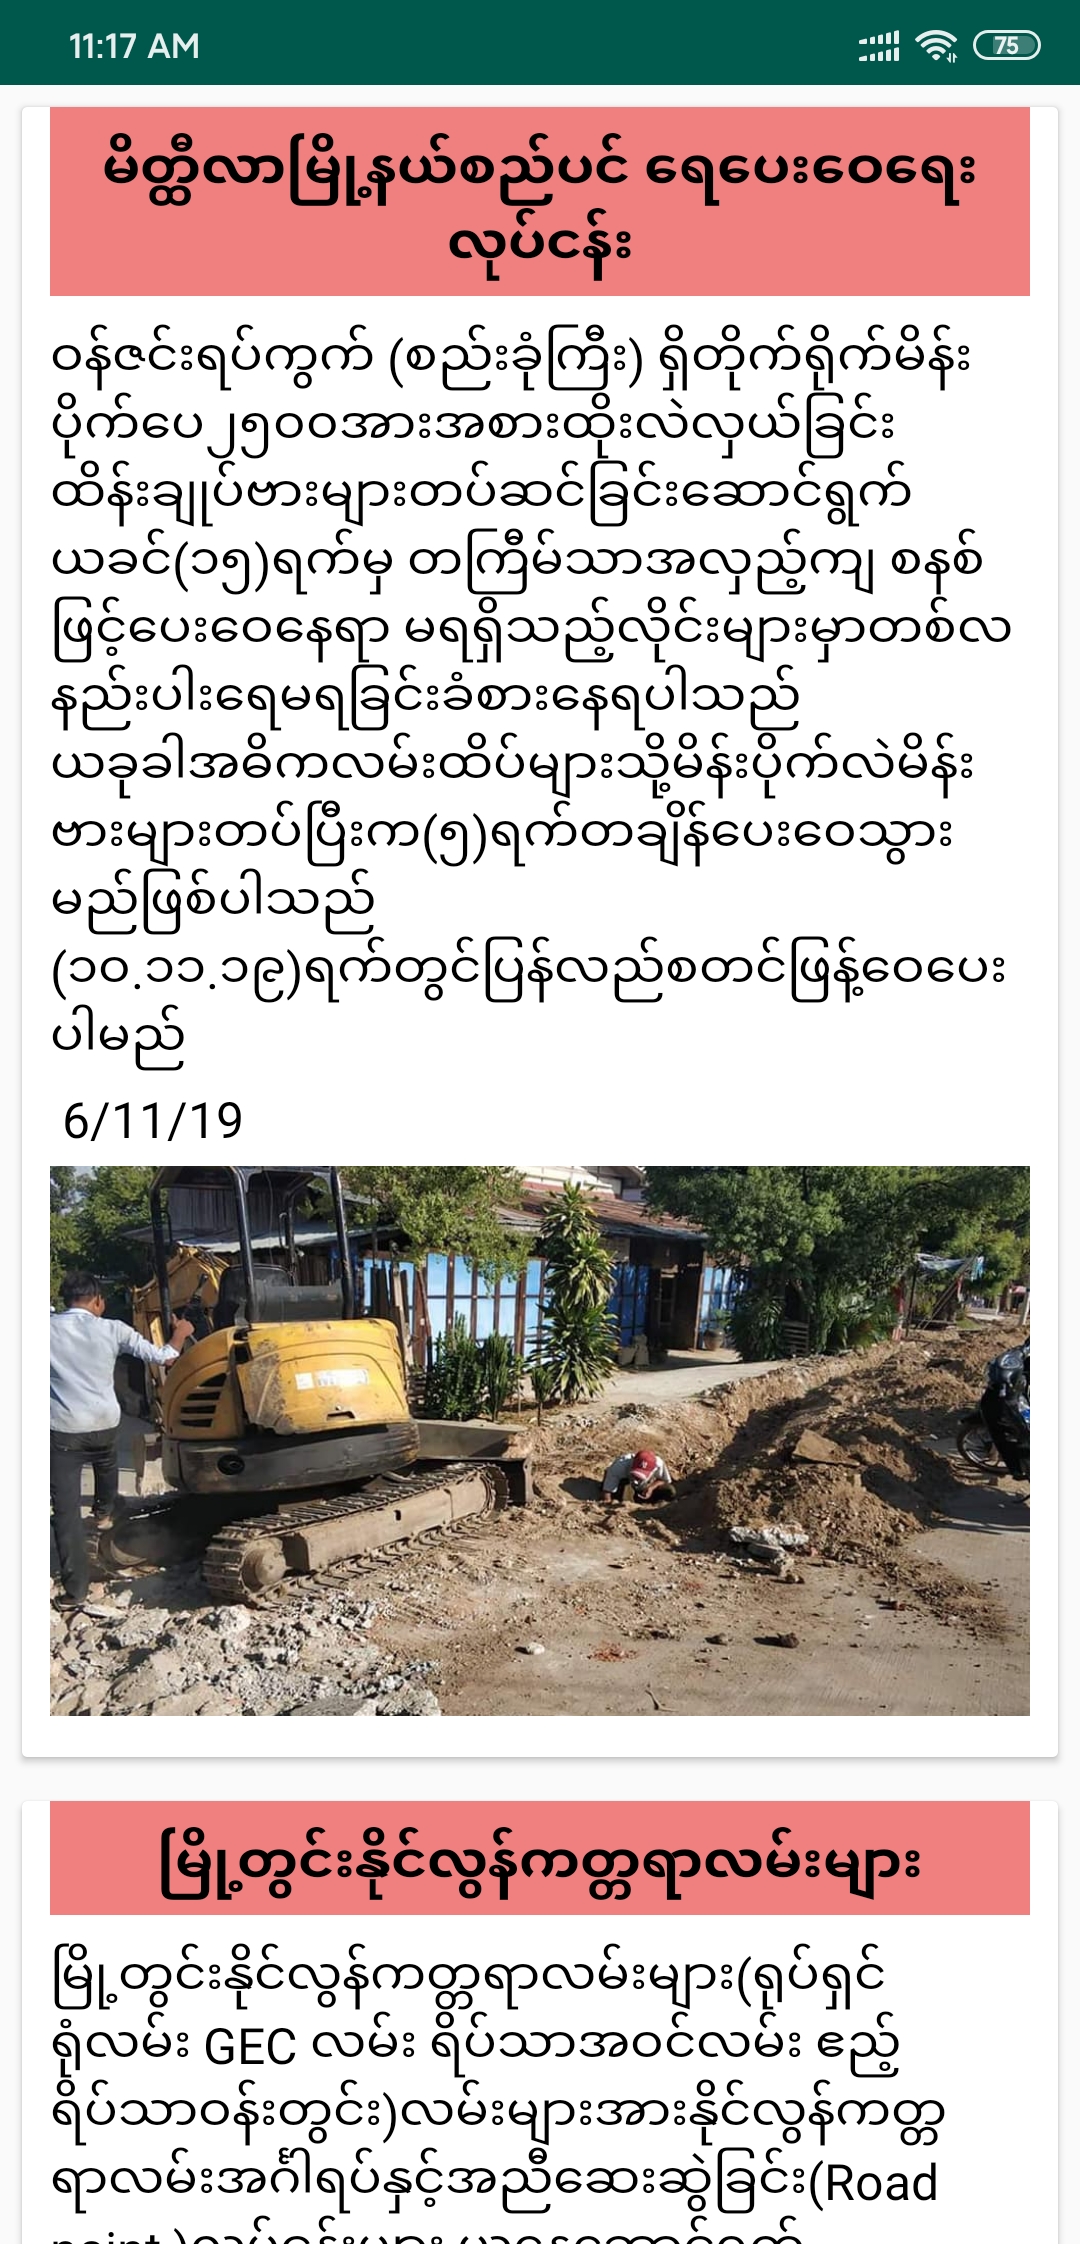 11:17 AM
75
မိတ္ထီလာမြို့နယ်စည်ပင် ရေပေးဝေရေး
လုပ်ငန်း
ဝန်ဇင်းရပ်ကွက် (စည်းခုံကြီး) ရှိတိုက်ရိုက်မိန်း
ပိုက်ပေ၂၅၀၀အားအစားထိုးလဲလှယ်ခြင်း
ထိန်းချုပ်ဗားများတပ်ဆင်ခြင်းဆောင်ရွက်
ယခင်(၁၅)ရက်မှ တကြိမ်သာအလှည့်ကျ စနစ်
ဖြင့်ပေးဝေနေရာ မရရှိသည့်လိုင်းများမှာတစ်လ
နည်းပါးရေမရခြင်းခံစားနေရပါသည်
ယခုခါအဓိကလမ်းထိပ်များသို့မိန်းပိုက်လဲမိန်း
ဗားများတပ်ပြီးက(၅)ရက်တချိန်ပေးဝေသွား
မည်ဖြစ်ပါသည်
(၁၀.၁၁.၁၉)ရက်တွင်ပြန်လည်စတင်ဖြန့်ဝေပေး
ပါမည်
6/11/19
မြို့တွင်းနိုင်လွန်ကတ္တရာလမ်းများ
မြို့တွင်းနိုင်လွန်ကတ္တရာလမ်းများ(ရုပ်ရှင်
ရုံလမ်း GEC လမ်း ရိပ်သာအဝင်လမ်း ဧည့်
ရိပ်သာဝန်းတွင်း)လမ်းများအားနိုင်လွန်ကတ္တ
ရာလမ်းအင်္ဂါရပ်နှင့်အညီဆေးဆွဲခြင်း(Road